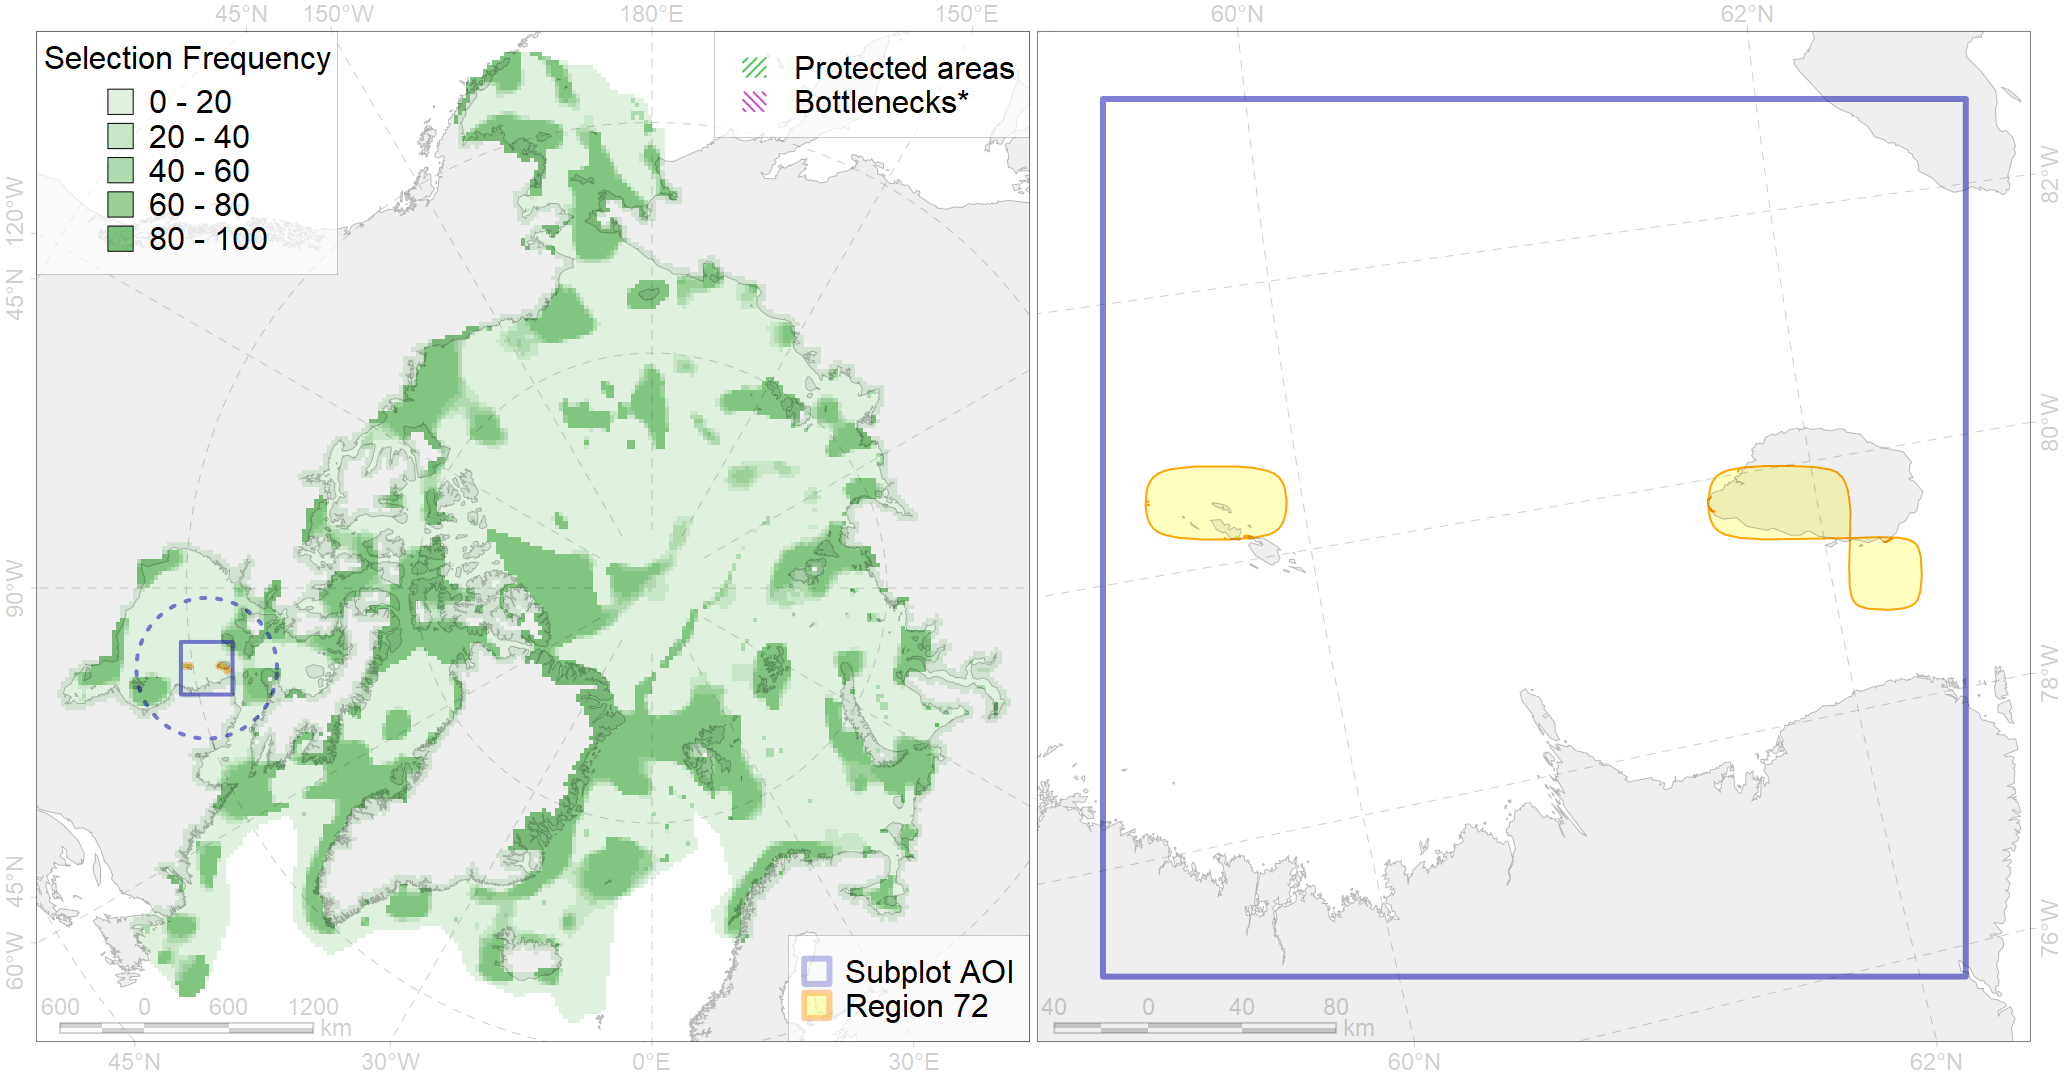 45°N 150°W 180°E 150°E 60°N 62°N
Selection Frequency
0 - 20
20 - 40
40 - 60
60 - 80
80 - 100
Protected areas
Bottlenecks*
120°W
45°N
90°W
45°N
60°W
82°W
80°W
78°W
76°W
Subplot AOI
Region 72
600 0 600 1200
km
40 0 40 80
km
45°N 30°W 0°E 30°E 60°N 62°N